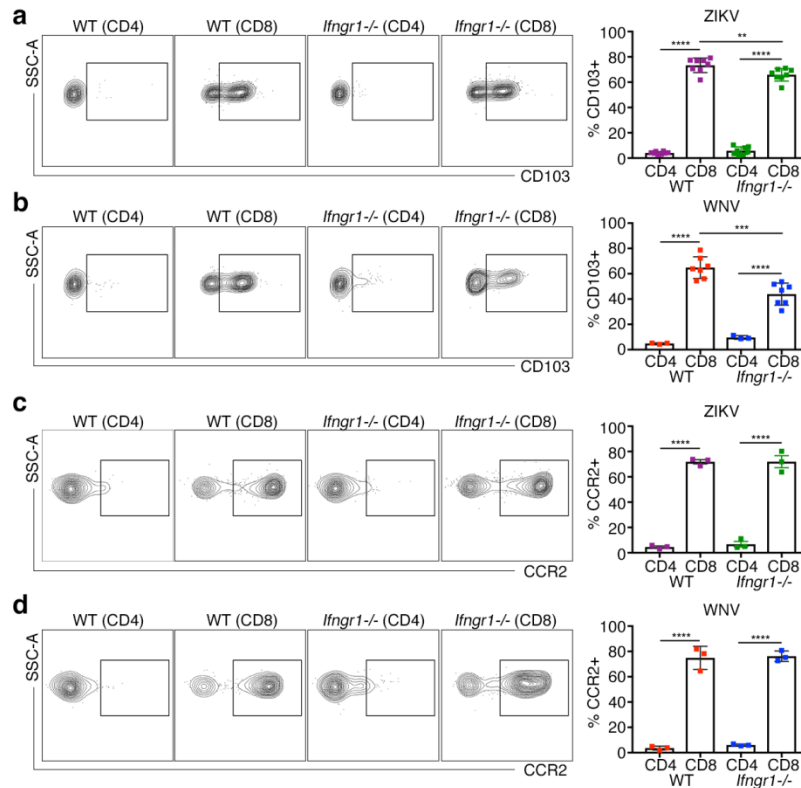 a
WT (CD4) WT (CD8) Ifngr1-/- (CD4) Ifngr1-/- (CD8)
SSC-A
CD103
ZIKV
% CD103+
100
80
60
40
20
0
**** ** ****
CD4 CD8 CD4 CD8
WT Ifngr1-/-
b
WT (CD4) WT (CD8) Ifngr1-/- (CD4) Ifngr1-/- (CD8)
SSC-A
CD103
WNV
% CD103+
100
80
60
40
20
0
**** *** ****
CD4 CD8 CD4 CD8
WT Ifngr1-/-
c
WT (CD4) WT (CD8) Ifngr1-/- (CD4) Ifngr1-/- (CD8)
SSC-A
CCR2
ZIKV
% CCR2+
100
80
60
40
20
0
**** ****
CD4 CD8 CD4 CD8
WT Ifngr1-/-
d
WT (CD4) WT (CD8) Ifngr1-/- (CD4) Ifngr1-/- (CD8)
SSC-A
CCR2
WNV
% CCR2+
100
80
60
40
20
0
**** ****
CD4 CD8 CD4 CD8
WT Ifngr1-/-